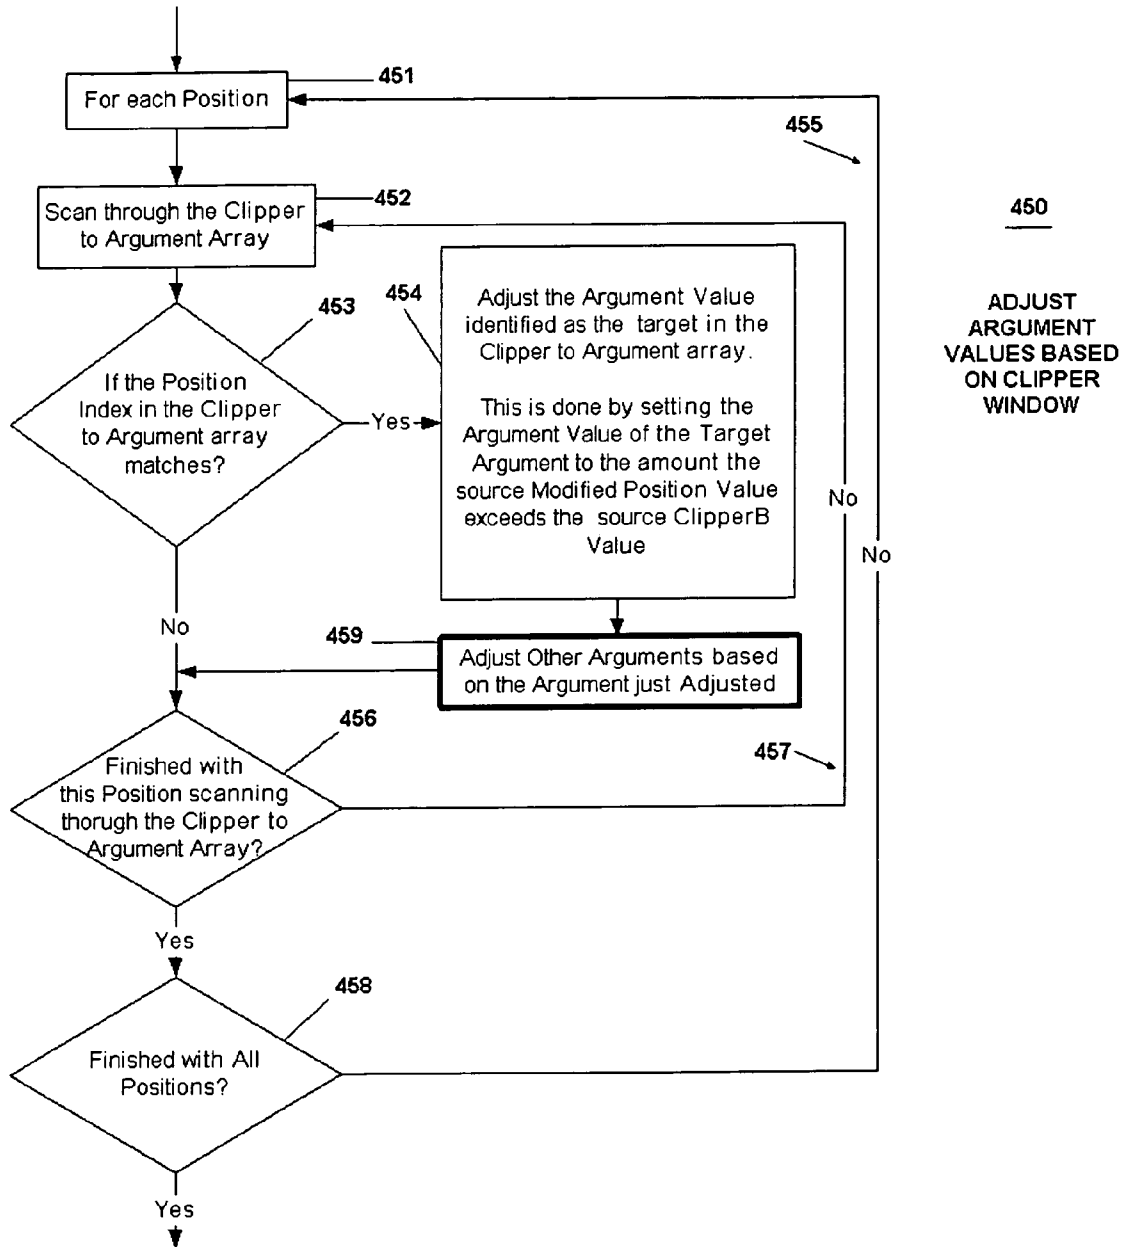 451
For each Position
455
452
Scan through the Clipper
to Argument Array
450
ADJUST
ARGUMENT
VALUES BASED
ON CLIPPER
WINDOW
453
454
If the Position
Index in the Clipper
to Argument array
matches?
Yes
Adjust the Argument Value
identified as the target in the
Clipper to Argument array.
This is done by setting the
Argument Value of the Target
Argument to the amount the
source Modified Position Value
exceeds the source ClipperB
Value
No
No
No
459
Adjust Other Arguments based
on the Argument just Adjusted
456
457
Finished with
this Position scanning
thorugh the Clipper to
Argument Array?
Yes
458
Finished with All
Positions?
Yes